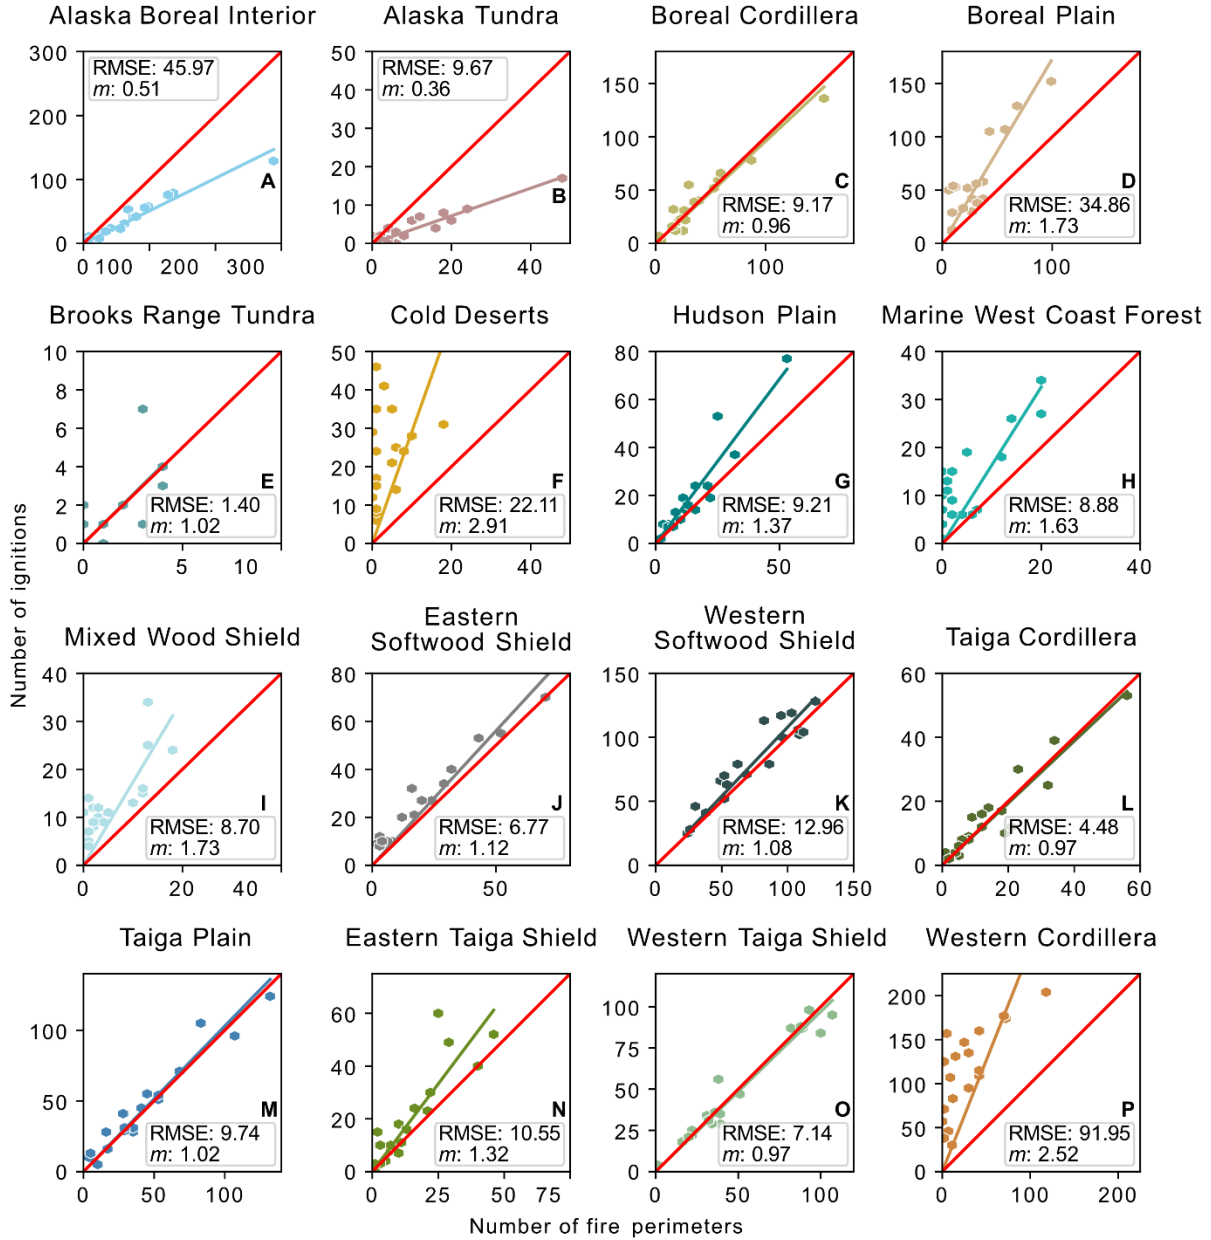 Alaska Boreal Interior
Alaska Tundra
Boreal Cordillera
Boreal Plain
300
200
100
0
RMSE: 45.97
m: 0.51
A
0 100 200 300
50
40
30
20
10
0
RMSE: 9.67
m: 0.36
B
0 20 40
150
100
50
0
C
RMSE: 9.17
m: 0.96
0 100
150
100
50
0
D
RMSE: 34.86
m: 1.73
0 100
Brooks Range Tundra
Cold Deserts
Hudson Plain
Marine West Coast Forest
10
8
6
4
2
0
E
RMSE: 1.40
m: 1.02
0 5 10
50
40
30
20
10
0
F
RMSE: 22.11
m: 2.91
0 20 40
80
60
40
20
0
G
RMSE: 9.21
m: 1.37
0 50
40
30
20
10
0
H
RMSE: 8.88
m: 1.63
0 20 40
Number of ignitions
Mixed Wood Shield
Eastern
Softwood Shield
Western
Softwood Shield
Taiga Cordillera
40
30
20
10
0
I
RMSE: 8.70
m: 1.73
0 20 40
80
60
40
20
0
J
RMSE: 6.77
m: 1.12
0 50
150
100
50
0
K
RMSE: 12.96
m: 1.08
0 50 100 150
60
40
20
0
L
RMSE: 4.48
m: 0.97
0 20 40 60
Taiga Plain
Eastern Taiga Shield
Western Taiga Shield
Western Cordillera
100
50
0
M
RMSE: 9.74
m: 1.02
0 50 100
60
40
20
0
N
RMSE: 10.55
m: 1.32
0 25 50 75
100
75
50
25
0
O
RMSE: 7.14
m: 0.97
0 50 100
200
150
100
50
0
P
RMSE: 91.95
m: 2.52
0 100 200
Number of fire perimeters